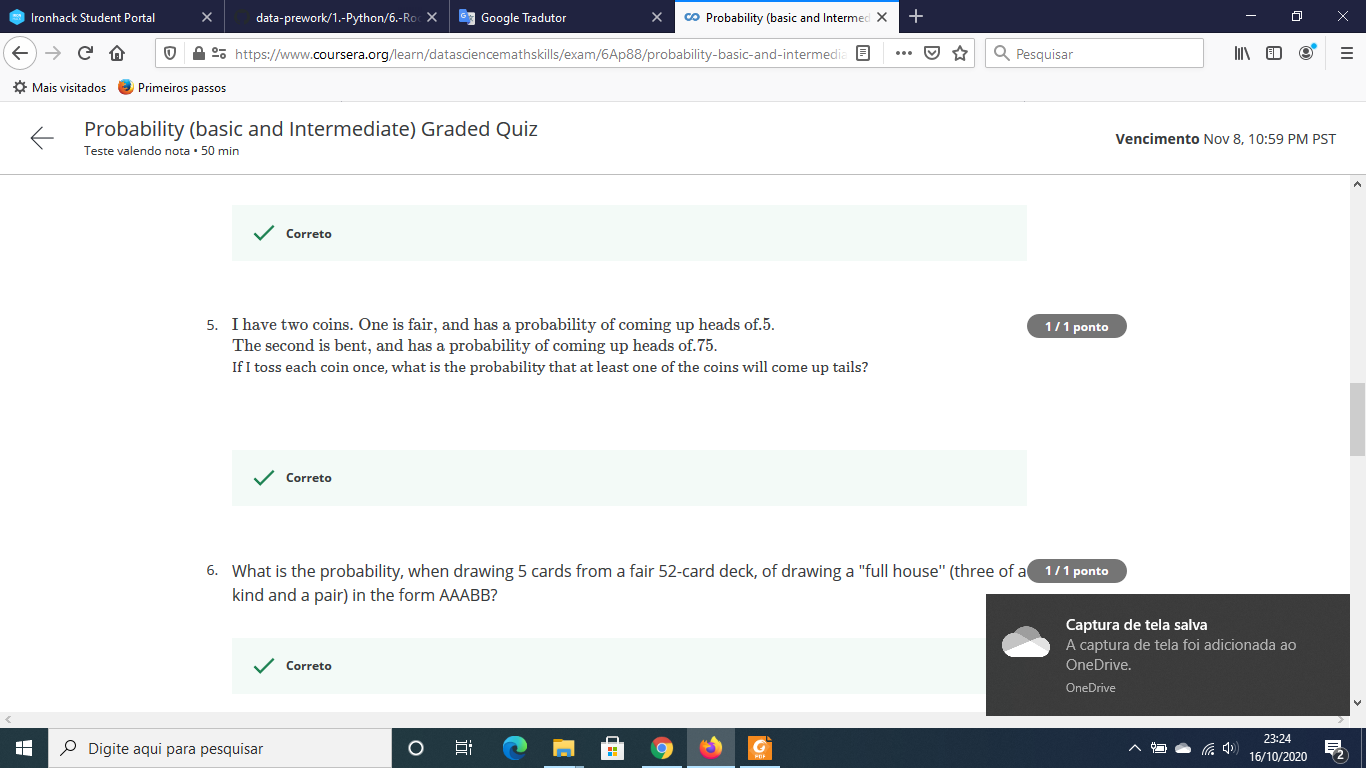 Ironhack Student Portal
data-prework/1.-Python/6.-Ro
Google Tradutor
Probability (basic and Intermed
https://www.coursera.org/learn/datasciencemathskills/exam/6Ap88/probability-basic-and-intermedia
Pesquisar
Mais visitados
Primeiros passos
Probability (basic and Intermediate) Graded Quiz
Teste valendo nota • 50 min
Vencimento Nov 8, 10:59 PM PST
Correto
5. I have two coins. One is fair, and has a probability of coming up heads of.5.
1 / 1 ponto
The second is bent, and has a probability of coming up heads of.75.
If I toss each coin once, what is the probability that at least one of the coins will come up tails?
Correto
6. What is the probability, when drawing 5 cards from a fair 52-card deck, of drawing a "full house" (three of a
1 / 1 ponto
kind and a pair) in the form AAABB?
Correto
Captura de tela salva
A captura de tela foi adicionada ao
OneDrive.
OneDrive
Digite aqui para pesquisar
23:24
16/10/2020
2